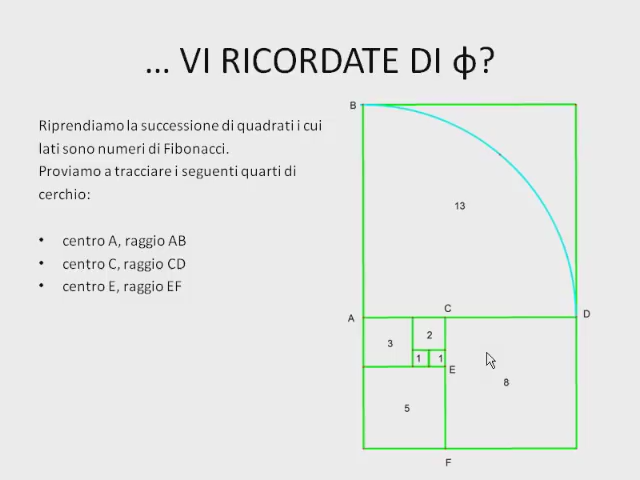 ... VI RICORDATE DI ϕ?
Riprendiamo la successione di quadrati i cui
lati sono numeri di Fibonacci.
Proviamo a tracciare i seguenti quarti di
cerchio:
• centro A, raggio AB
• centro C, raggio CD
• centro E, raggio EF
B
13
A
C
D
3
2
1
1
E
8
5
F